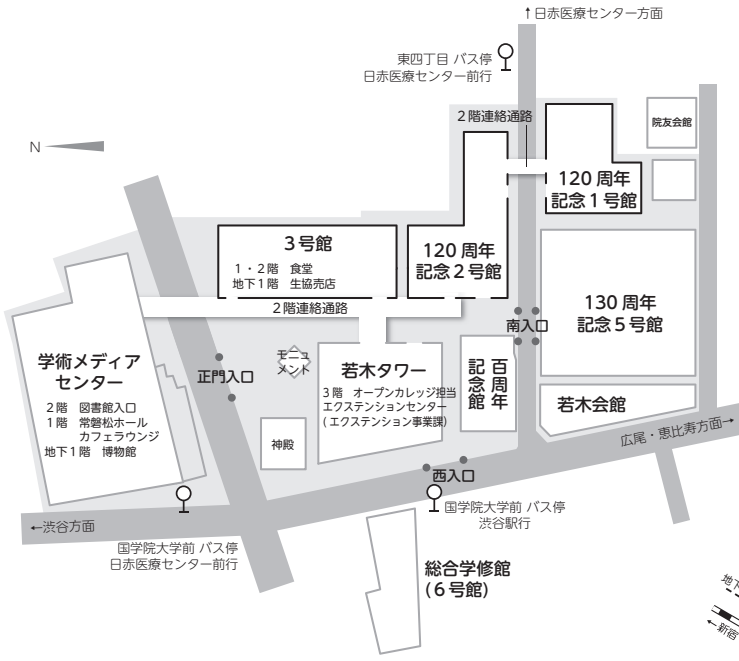 ↑日赤医療センター方面
東四丁目 バス停
日赤医療センター前行
2階連絡通路
院友会館
N
120 周年
記念1号館
3号館
1・2階 食堂
地下1階 生協売店
120 周年
記念2号館
2階連絡通路
130 周年
記念5号館
南入口
学術メディア
センター
2階 図書館入口
1階 常磐松ホール
カフェラウンジ
地下1階 博物館
正門入口
モニュ
メント
若木タワー
3階 オープンカレッジ担当
エクステンションセンター
(エクステンション事業課)
百周年
記念館
若木会館
神殿
広尾・恵比寿方面→
西入口
国学院大学前 バス停
渋谷駅行
←渋谷方面
国学院大学前 バス停
日赤医療センター前行
総合学修館
(6号館)
地下
←新宿